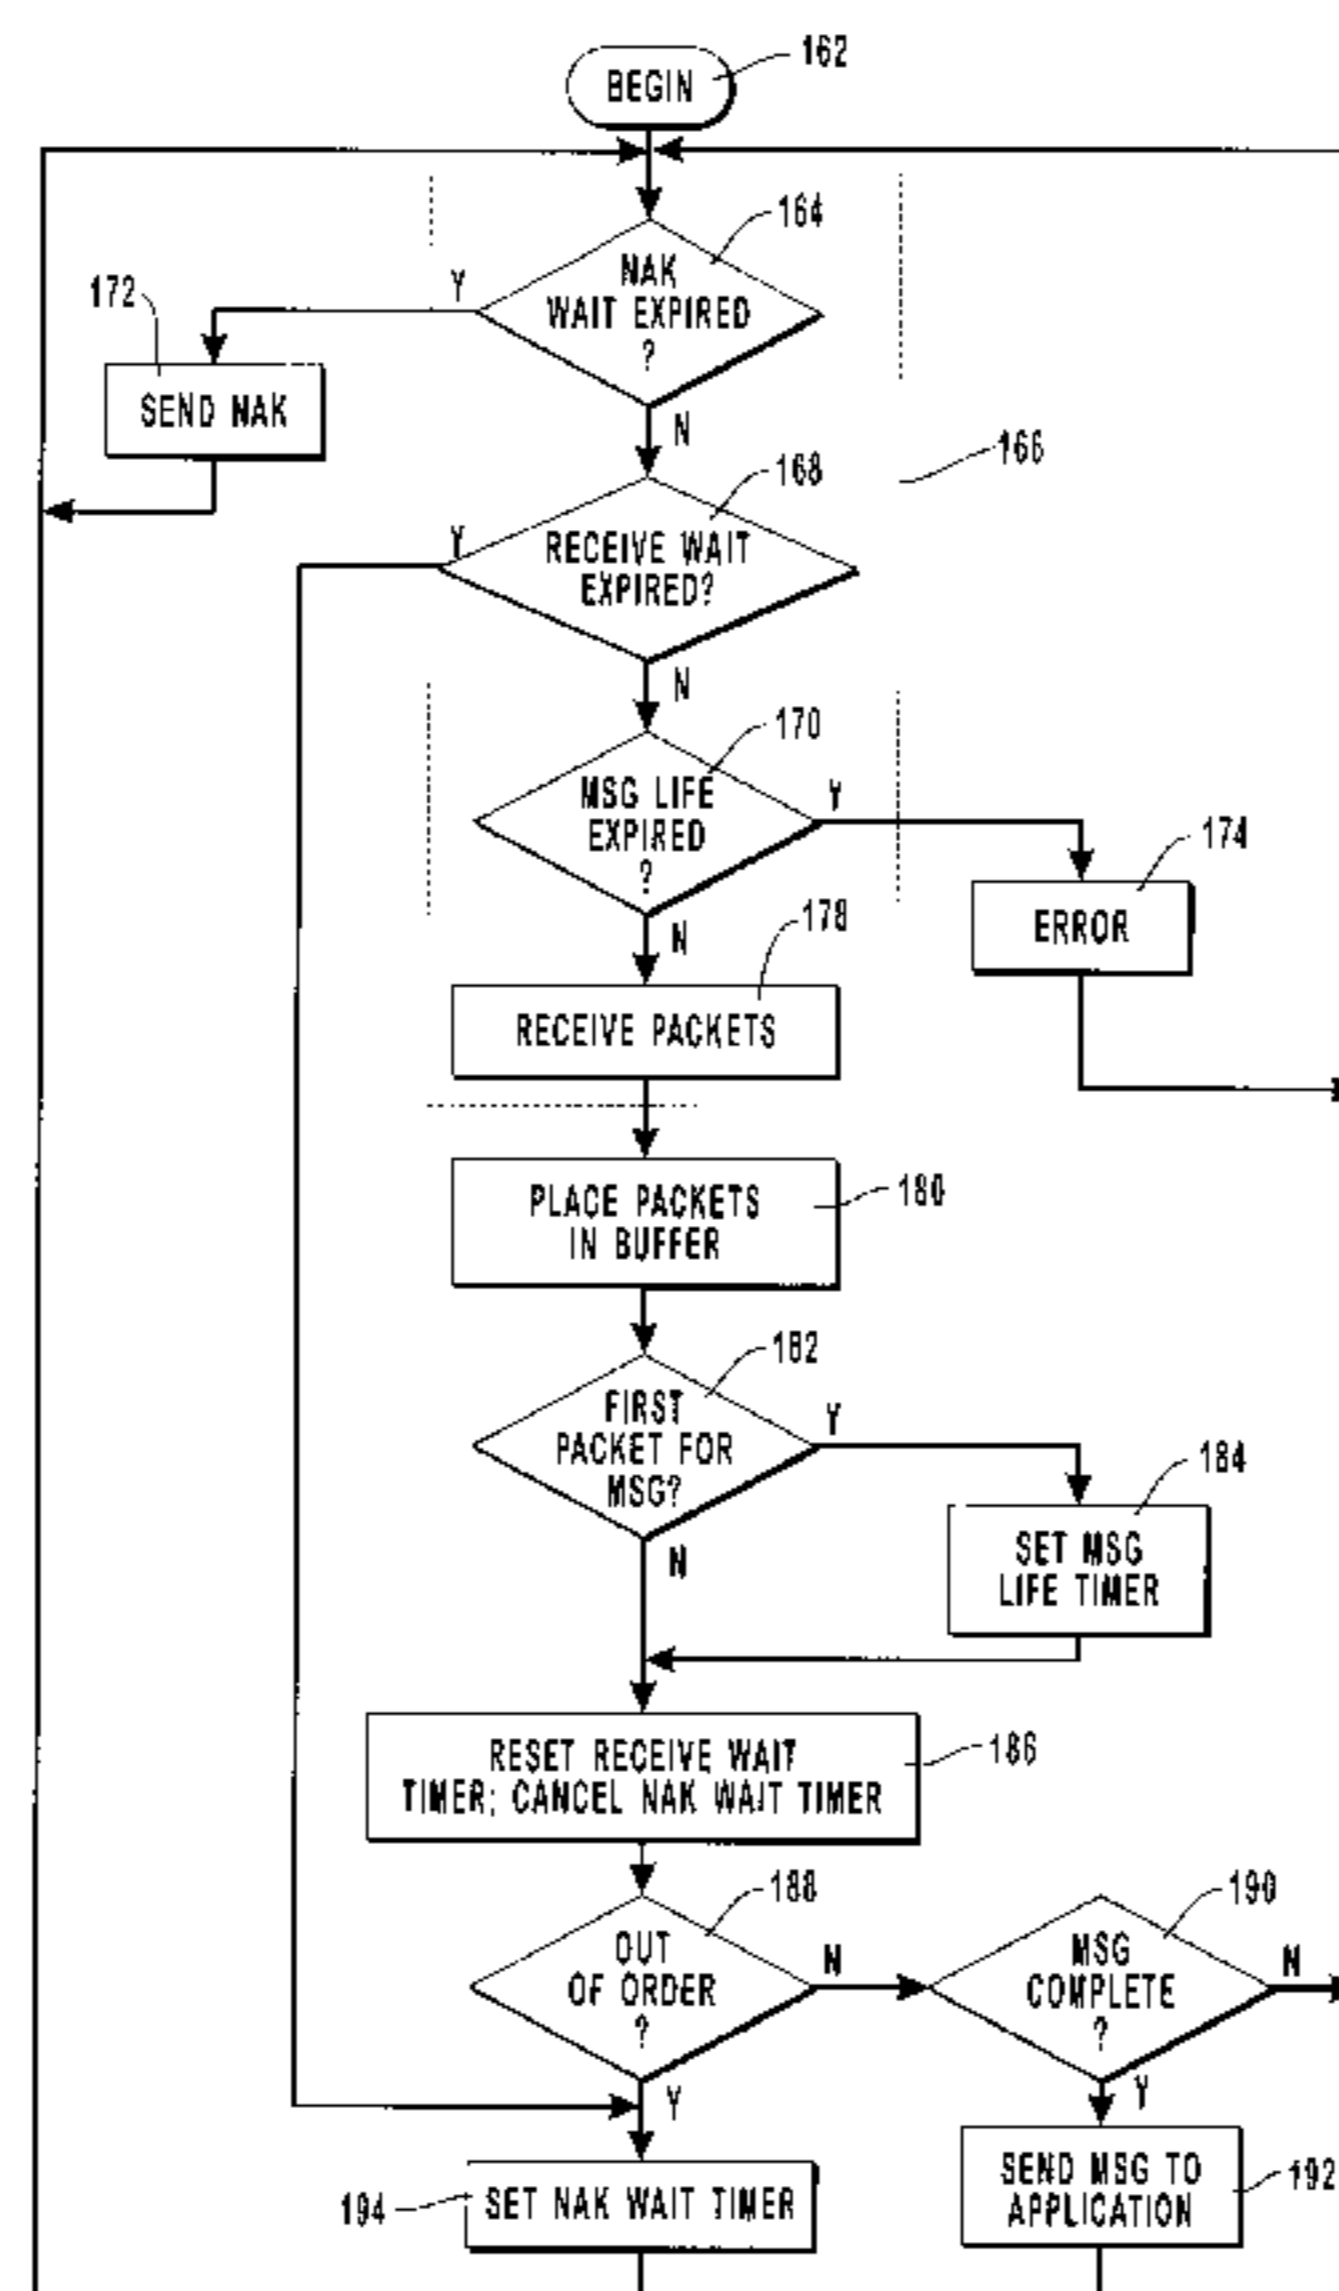 BEGIN
162
164
NAK
WAIT EXPIRED
?
Y
N
172
SEND NAK
166
168
RECEIVE WAIT
EXPIRED?
Y
N
170
MSG LIFE
EXPIRED
?
Y
N
174
ERROR
178
RECEIVE PACKETS
180
PLACE PACKETS
IN BUFFER
182
FIRST
PACKET FOR
MSG?
Y
N
184
SET MSG
LIFE TIMER
186
RESET RECEIVE WAIT
TIMER; CANCEL NAK WAIT TIMER
188
OUT
OF ORDER
?
N
Y
190
MSG
COMPLETE
?
N
Y
194
SET NAK WAIT TIMER
SEND MSG TO
APPLICATION
192